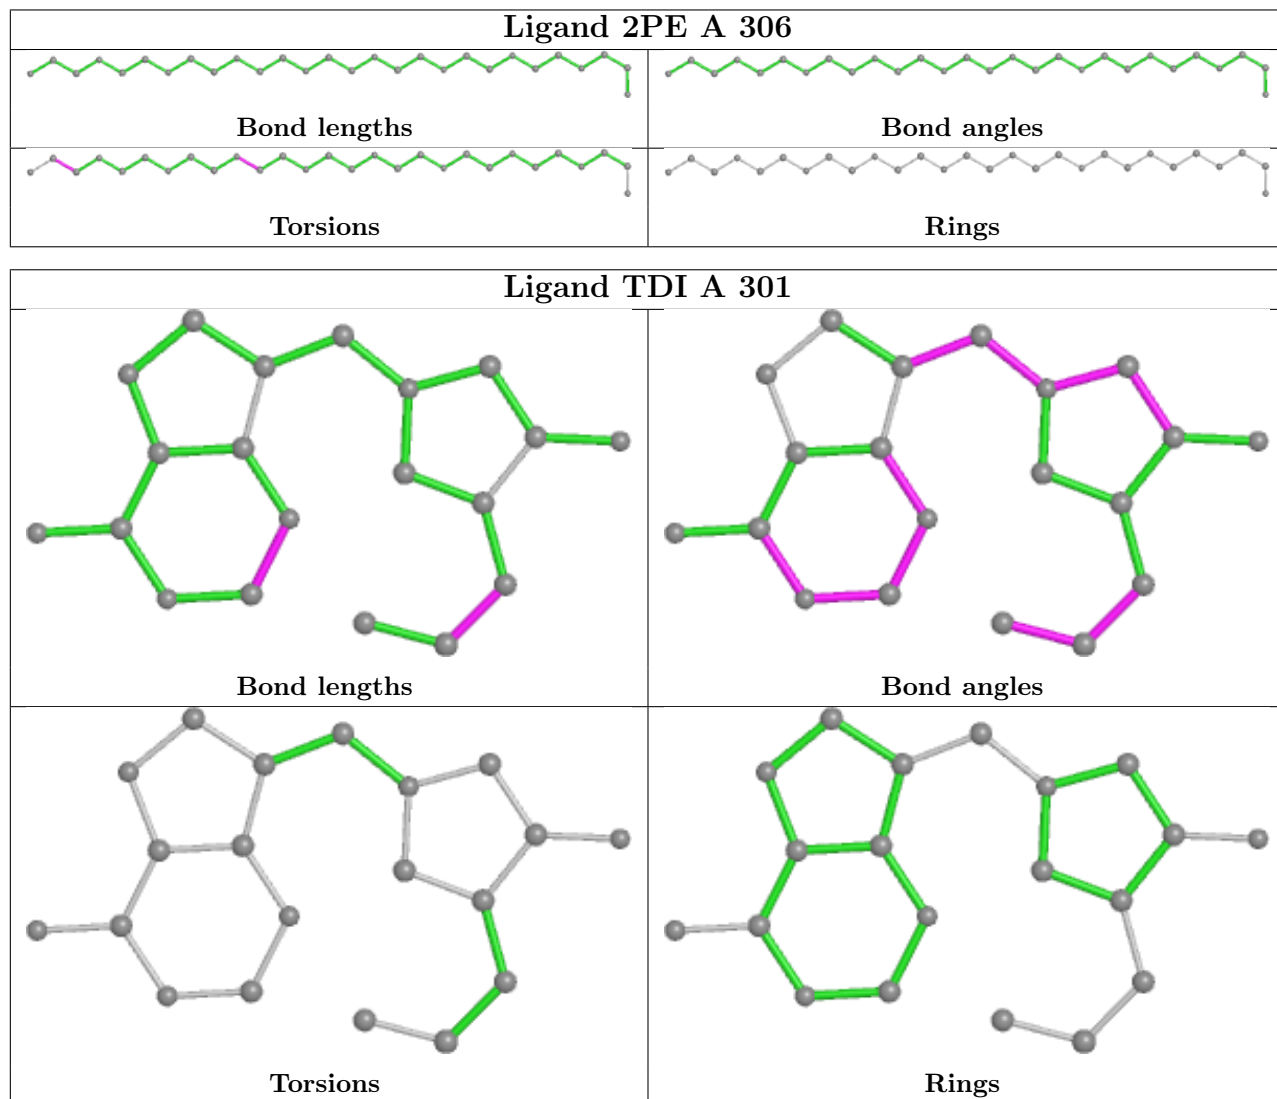 Ligand 2PE A 306
Bond lengths
Bond angles
Torsions
Rings
Ligand TDI A 301
Bond lengths
Bond angles
Torsions
Rings